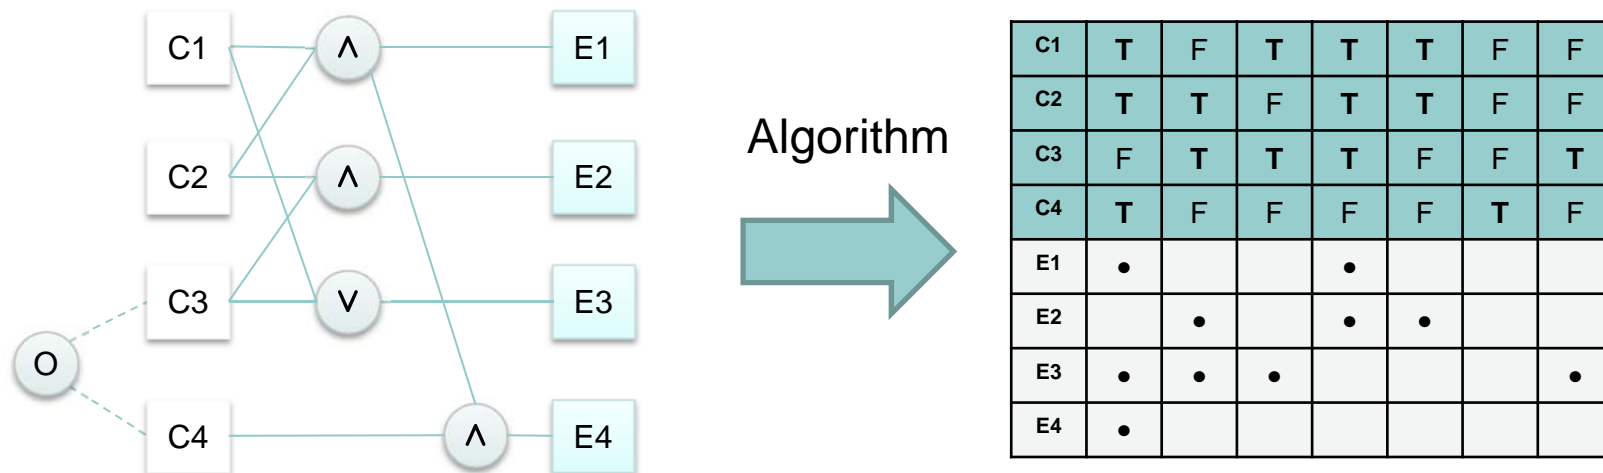 C1 ∧ E1
C2 ∧ E2
C3 ∨ E3
O
C4 ∧ E4
Algorithm
C1 T F T T T F F
C2 T T F T T F F
C3 F T T T F F T
C4 T F F F F T F
E1 • •
E2 • • •
E3 • • • •
E4 •